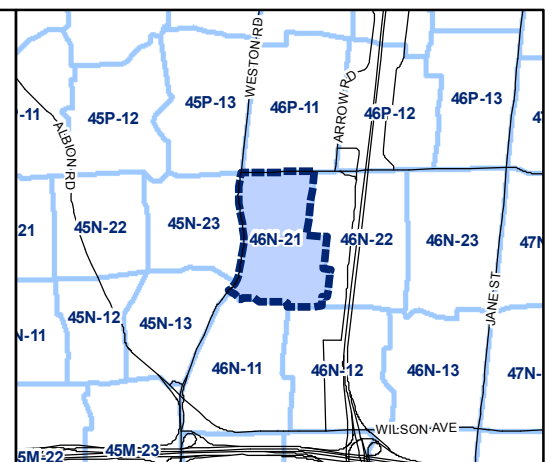 WESTON RD
-11
45P-12
45P-13
46P-11
ARROW RD
46P-12
46P-13
4
ALBION RD
21
45N-22
45N-23
46N-21
46N-22
46N-23
47N
JANE ST
N-11
45N-12
45N-13
46N-11
46N-12
46N-13
47N-
WILSON AVE
5M-22
45M-23